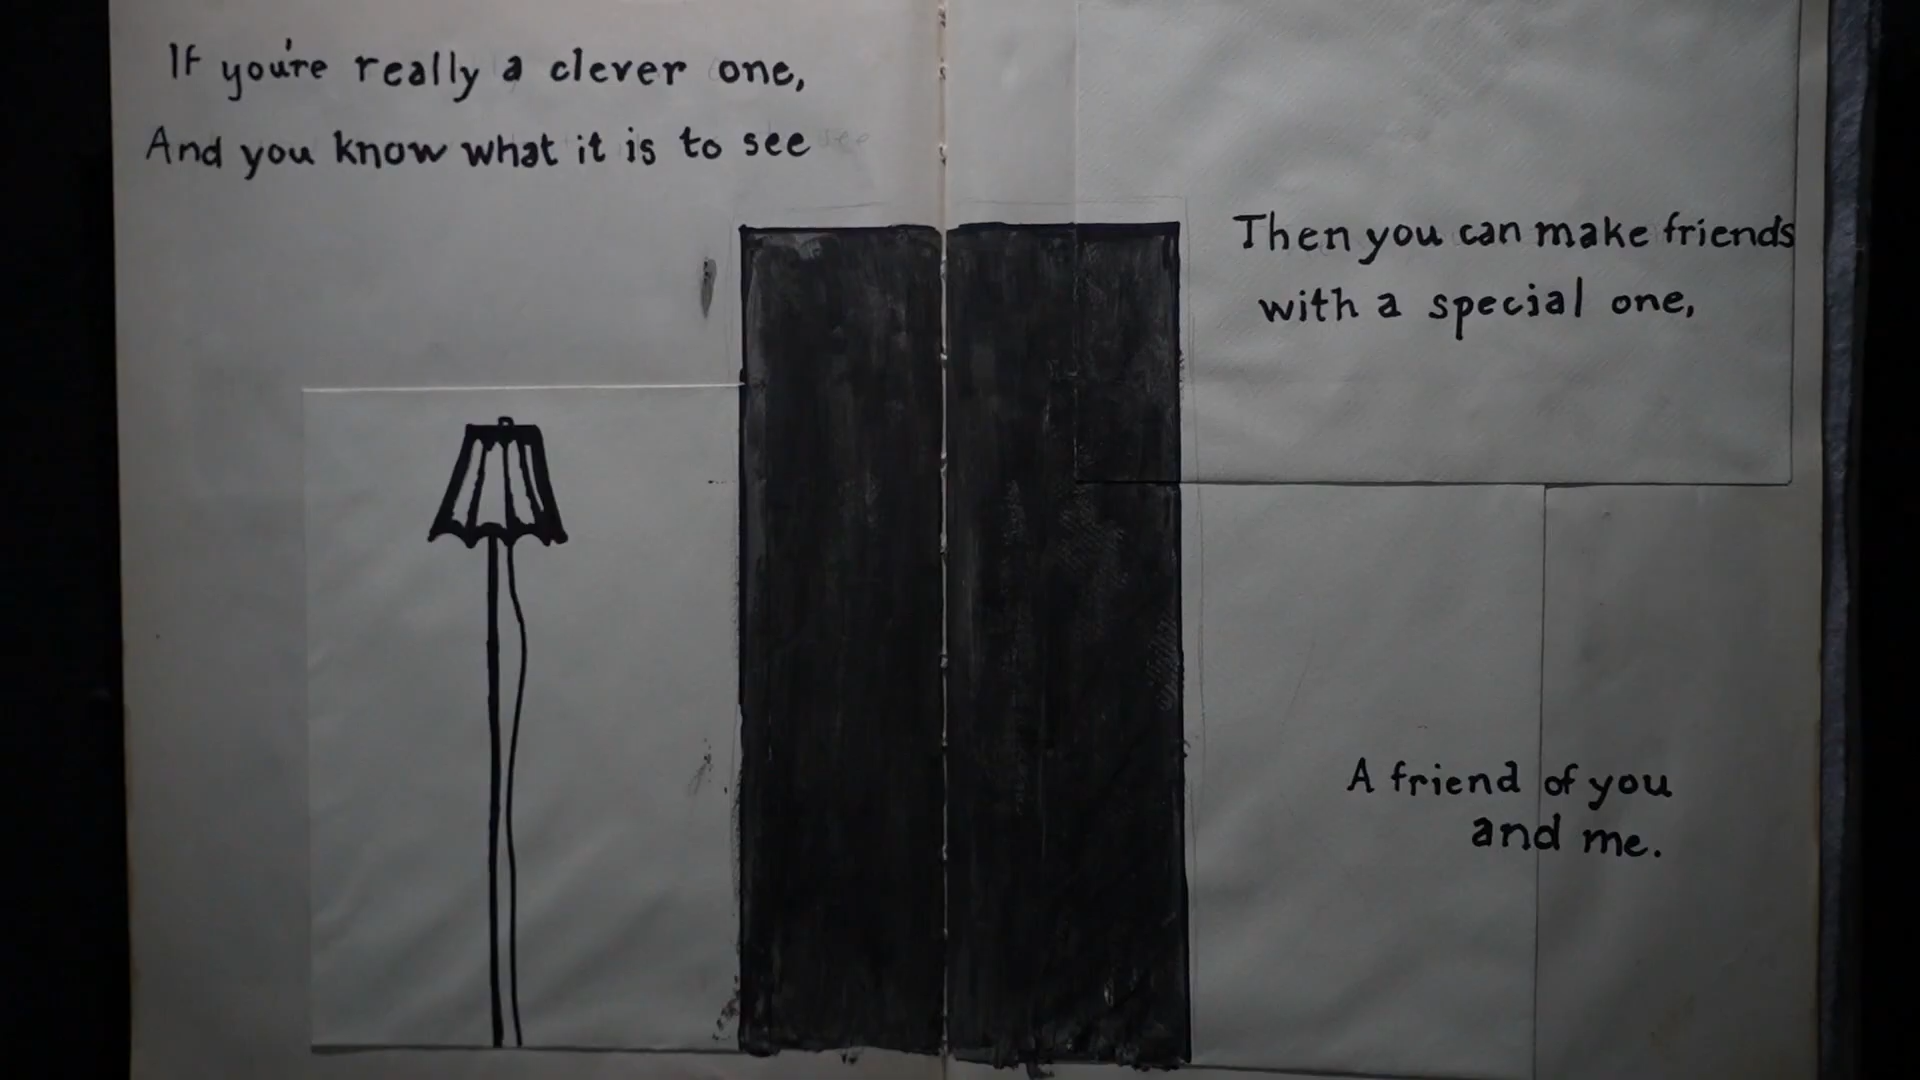 If you're really a clever one,
And you know what it is to see
Then you can make friends
with a special one,
A friend of you
and me.